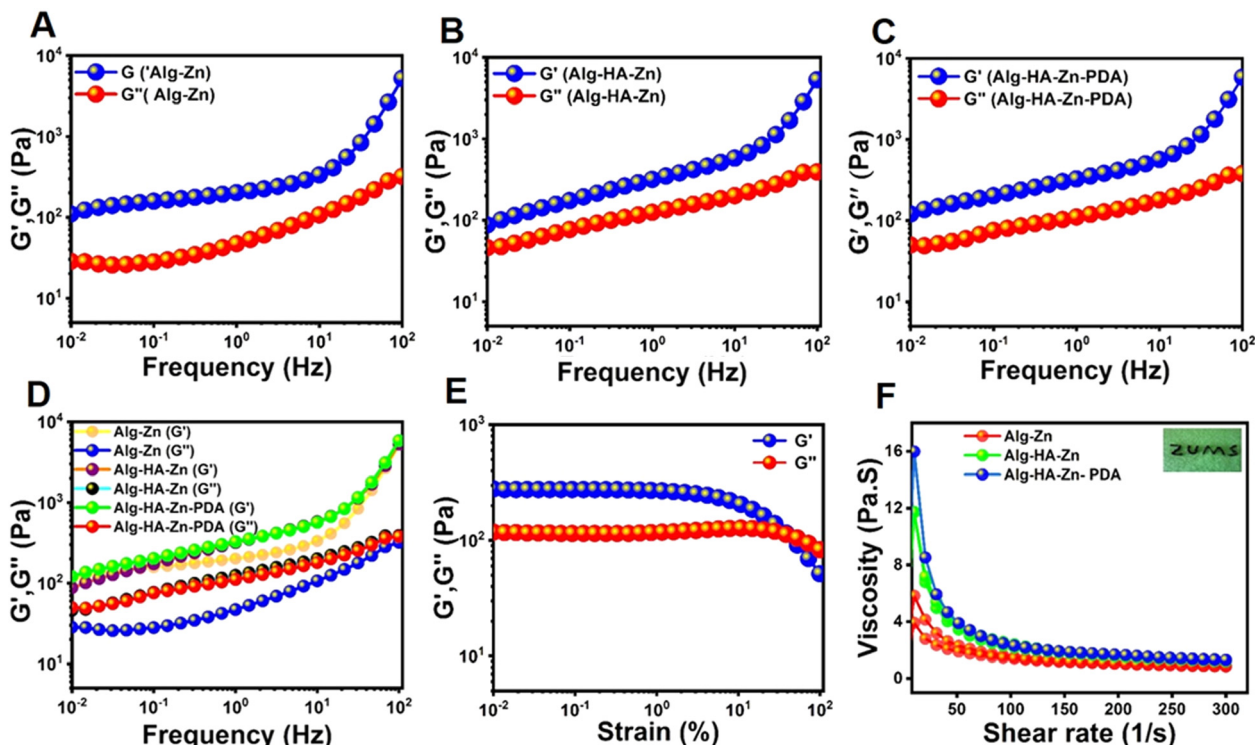 A
G ('Alg-Zn)
G''( Alg-Zn)
G',G'' (Pa)
10⁴
10³
10²
10¹
10⁻² 10⁻¹ 10⁰ 10¹ 10²
Frequency (Hz)
B
G' (Alg-HA-Zn)
G'' (Alg-HA-Zn)
G',G'' (Pa)
10⁴
10³
10²
10¹
10⁻² 10⁻¹ 10⁰ 10¹ 10²
Frequency (Hz)
C
G' (Alg-HA-Zn-PDA)
G'' (Alg-HA-Zn-PDA)
G',G'' (Pa)
10⁴
10³
10²
10¹
10⁻² 10⁻¹ 10⁰ 10¹ 10²
Frequency (Hz)
D
Alg-Zn (G')
Alg-Zn (G'')
Alg-HA-Zn (G')
Alg-HA-Zn (G'')
Alg-HA-Zn-PDA (G')
Alg-HA-Zn-PDA (G'')
G',G'' (Pa)
10⁴
10³
10²
10¹
10⁻² 10⁻¹ 10⁰ 10¹ 10²
Frequency (Hz)
E
G'
G''
G',G'' (Pa)
10³
10²
10¹
10⁻² 10⁻¹ 10⁰ 10¹ 10²
Strain (%)
F
Alg-Zn
Alg-HA-Zn
Alg-HA-Zn- PDA
ZUMS
Viscosity (Pa.S)
16
12
8
4
0
50 100 150 200 250 300
Shear rate (1/s)